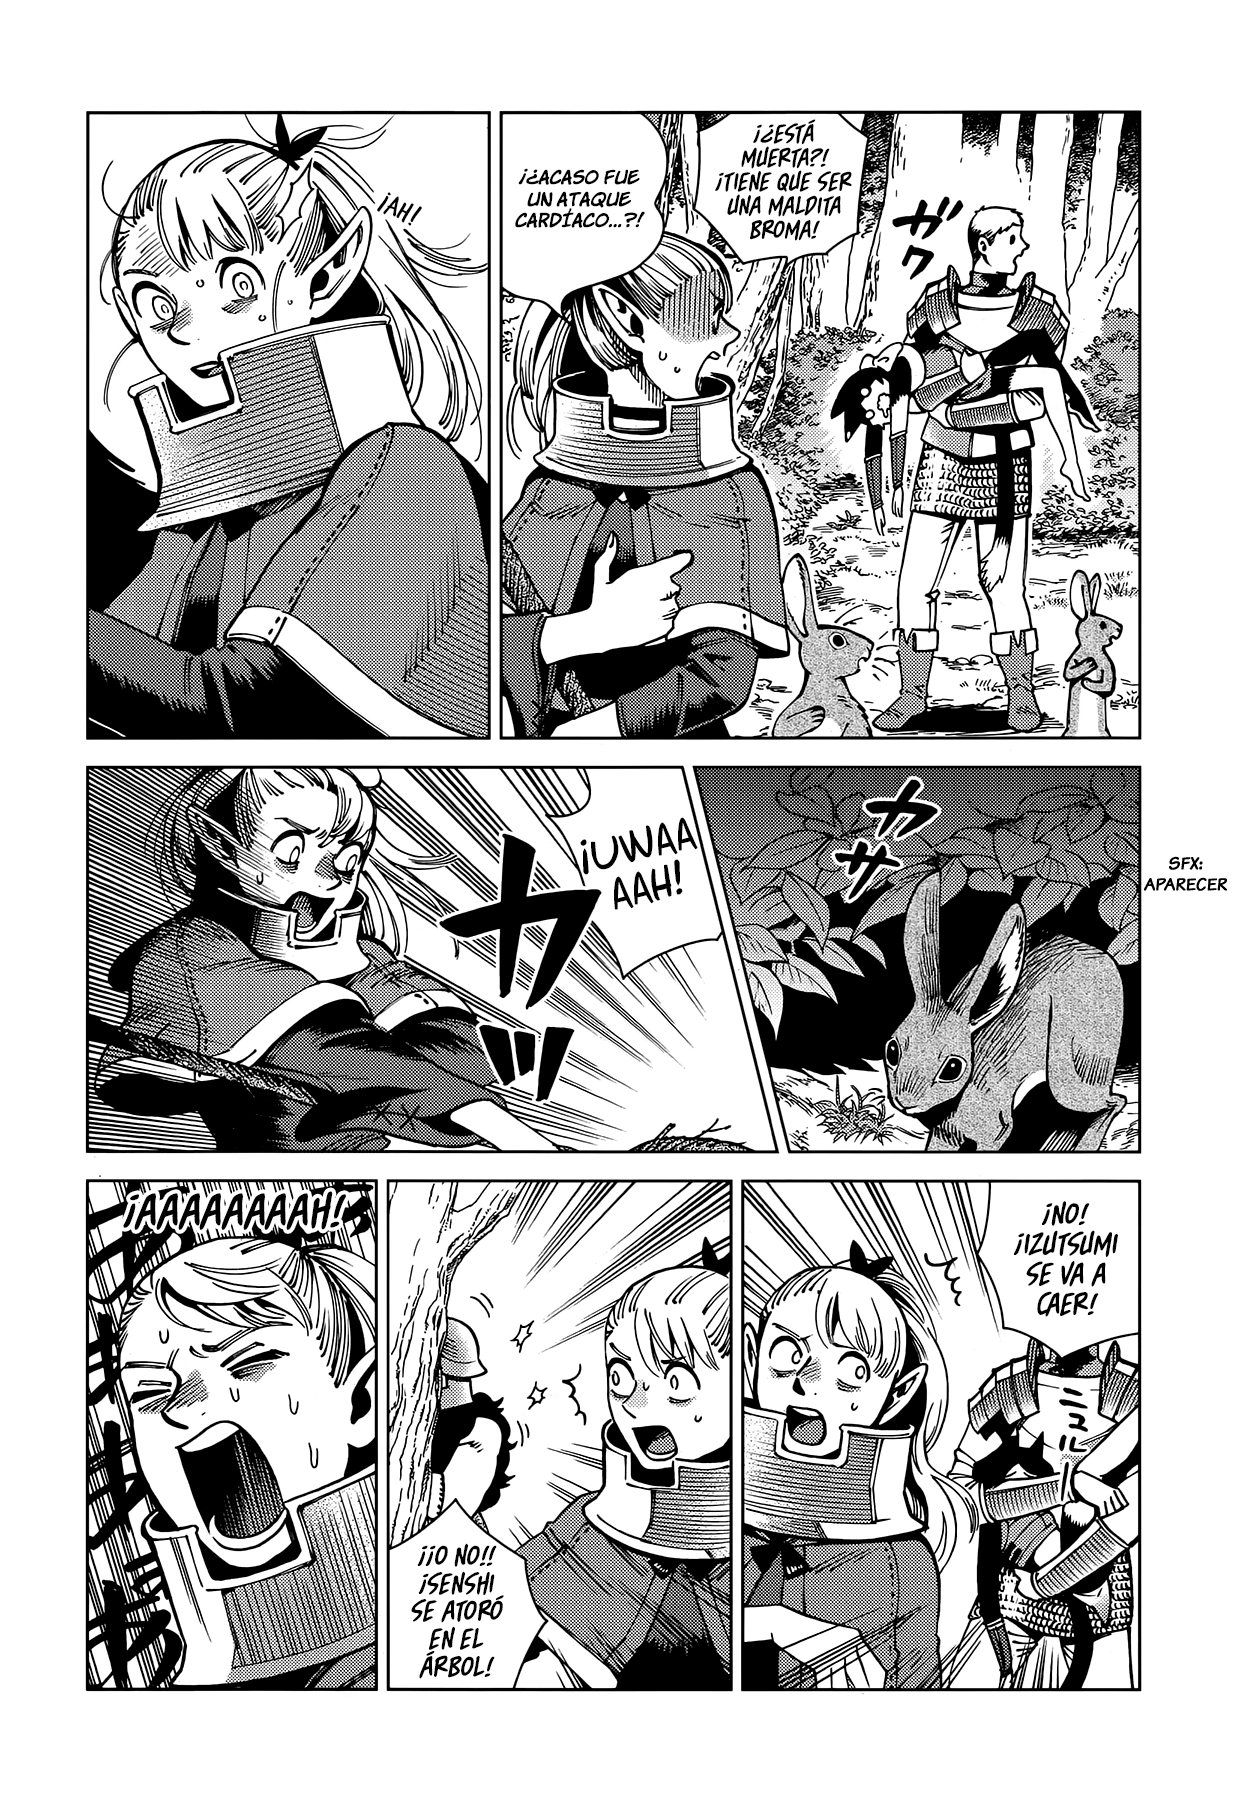 ¡¿ESTÁ
MUERTA?!
¡TIENE QUE SER
UNA MALDITA
BROMA!
¡¿ACASO FUE
UN ATAQUE
CARDÍACO...?!
ガ
ク
¡AH!
カ
サ
SFX:
APARECER
¡UWAA
AAH!
カ
ッ
¡NO!
¡IZUTSUMI
SE VA A
CAER!
ニュル
¡¡O NO!!
¡SENSHI
SE ATORÓ
EN EL
ÁRBOL!
¡AAAAAAAAH!